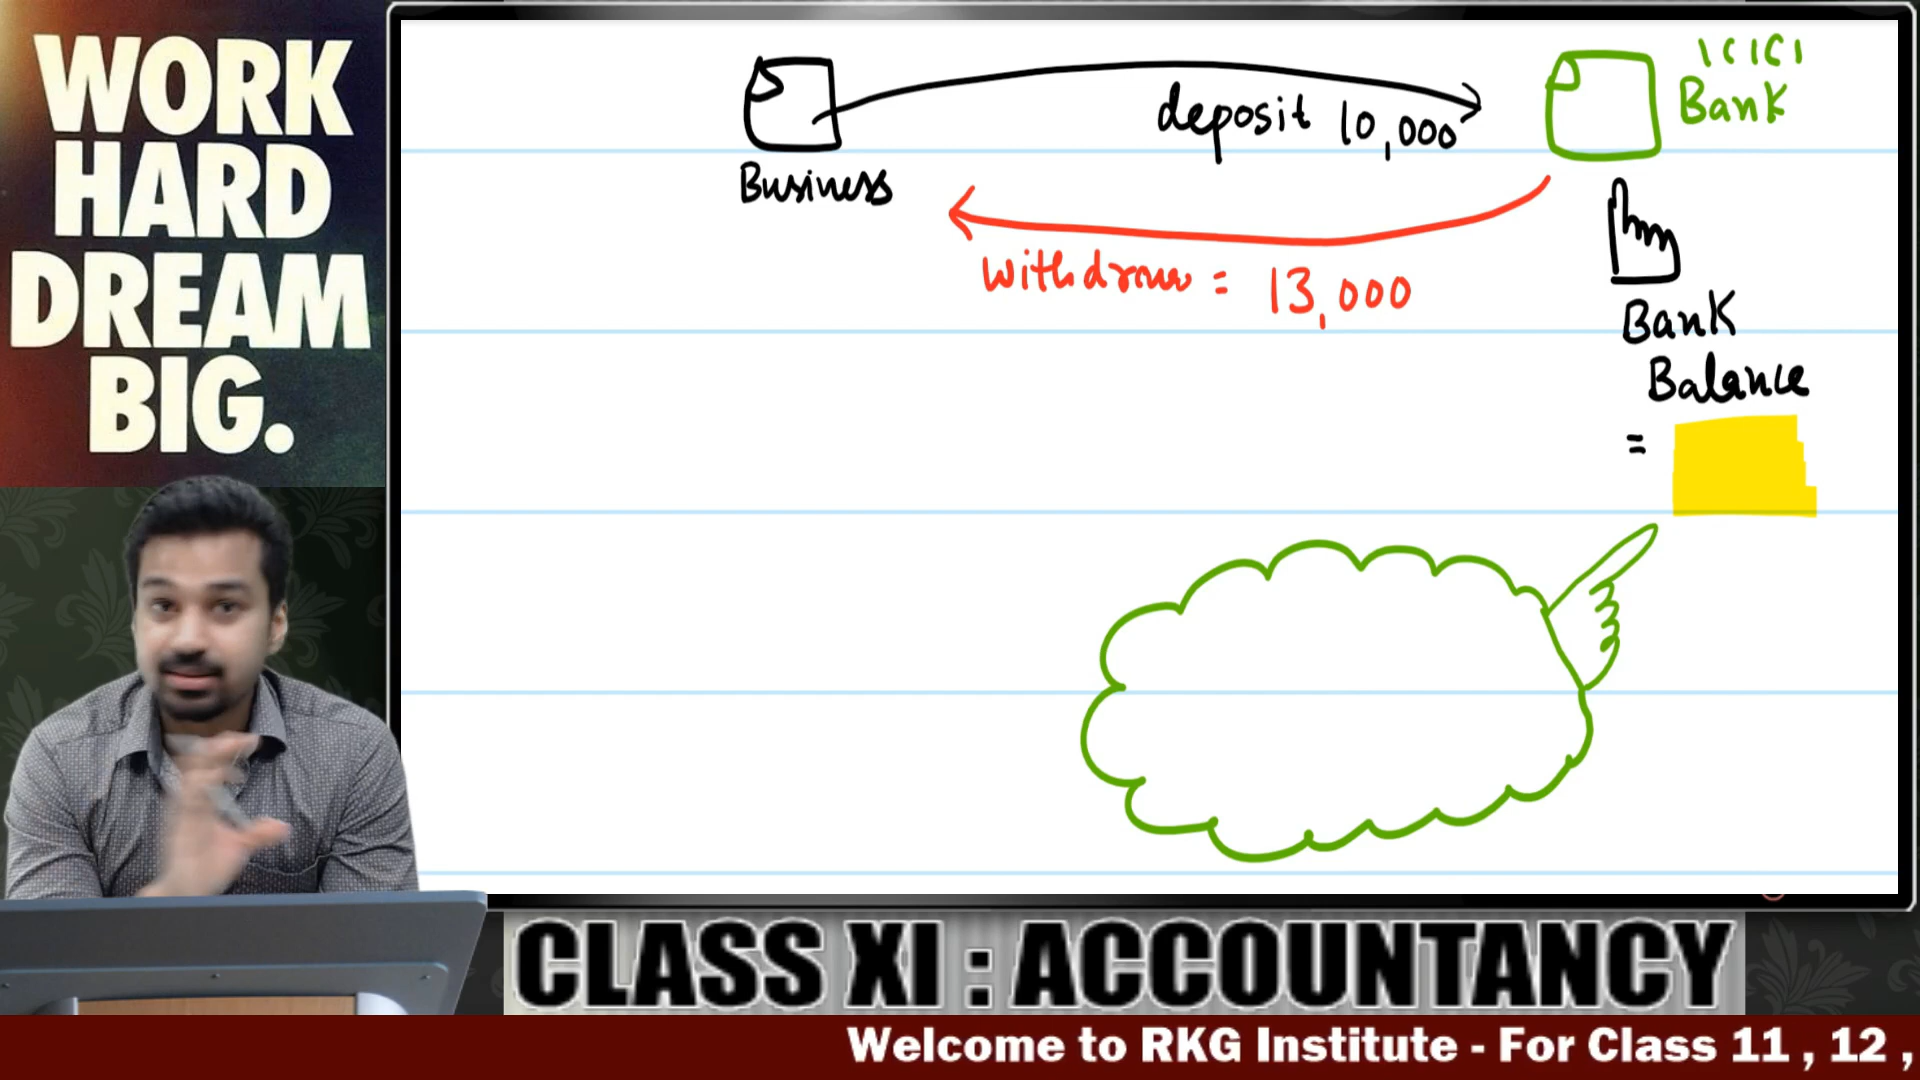 WORK
HARD
DREAM
BIG.
ICICI
Bank
deposit 10,000
Business
withdraw = 13,000
Bank
Balance
=
CLASS XI : ACCOUNTANCY
Welcome to RKG Institute - For Class 11 , 12 ,